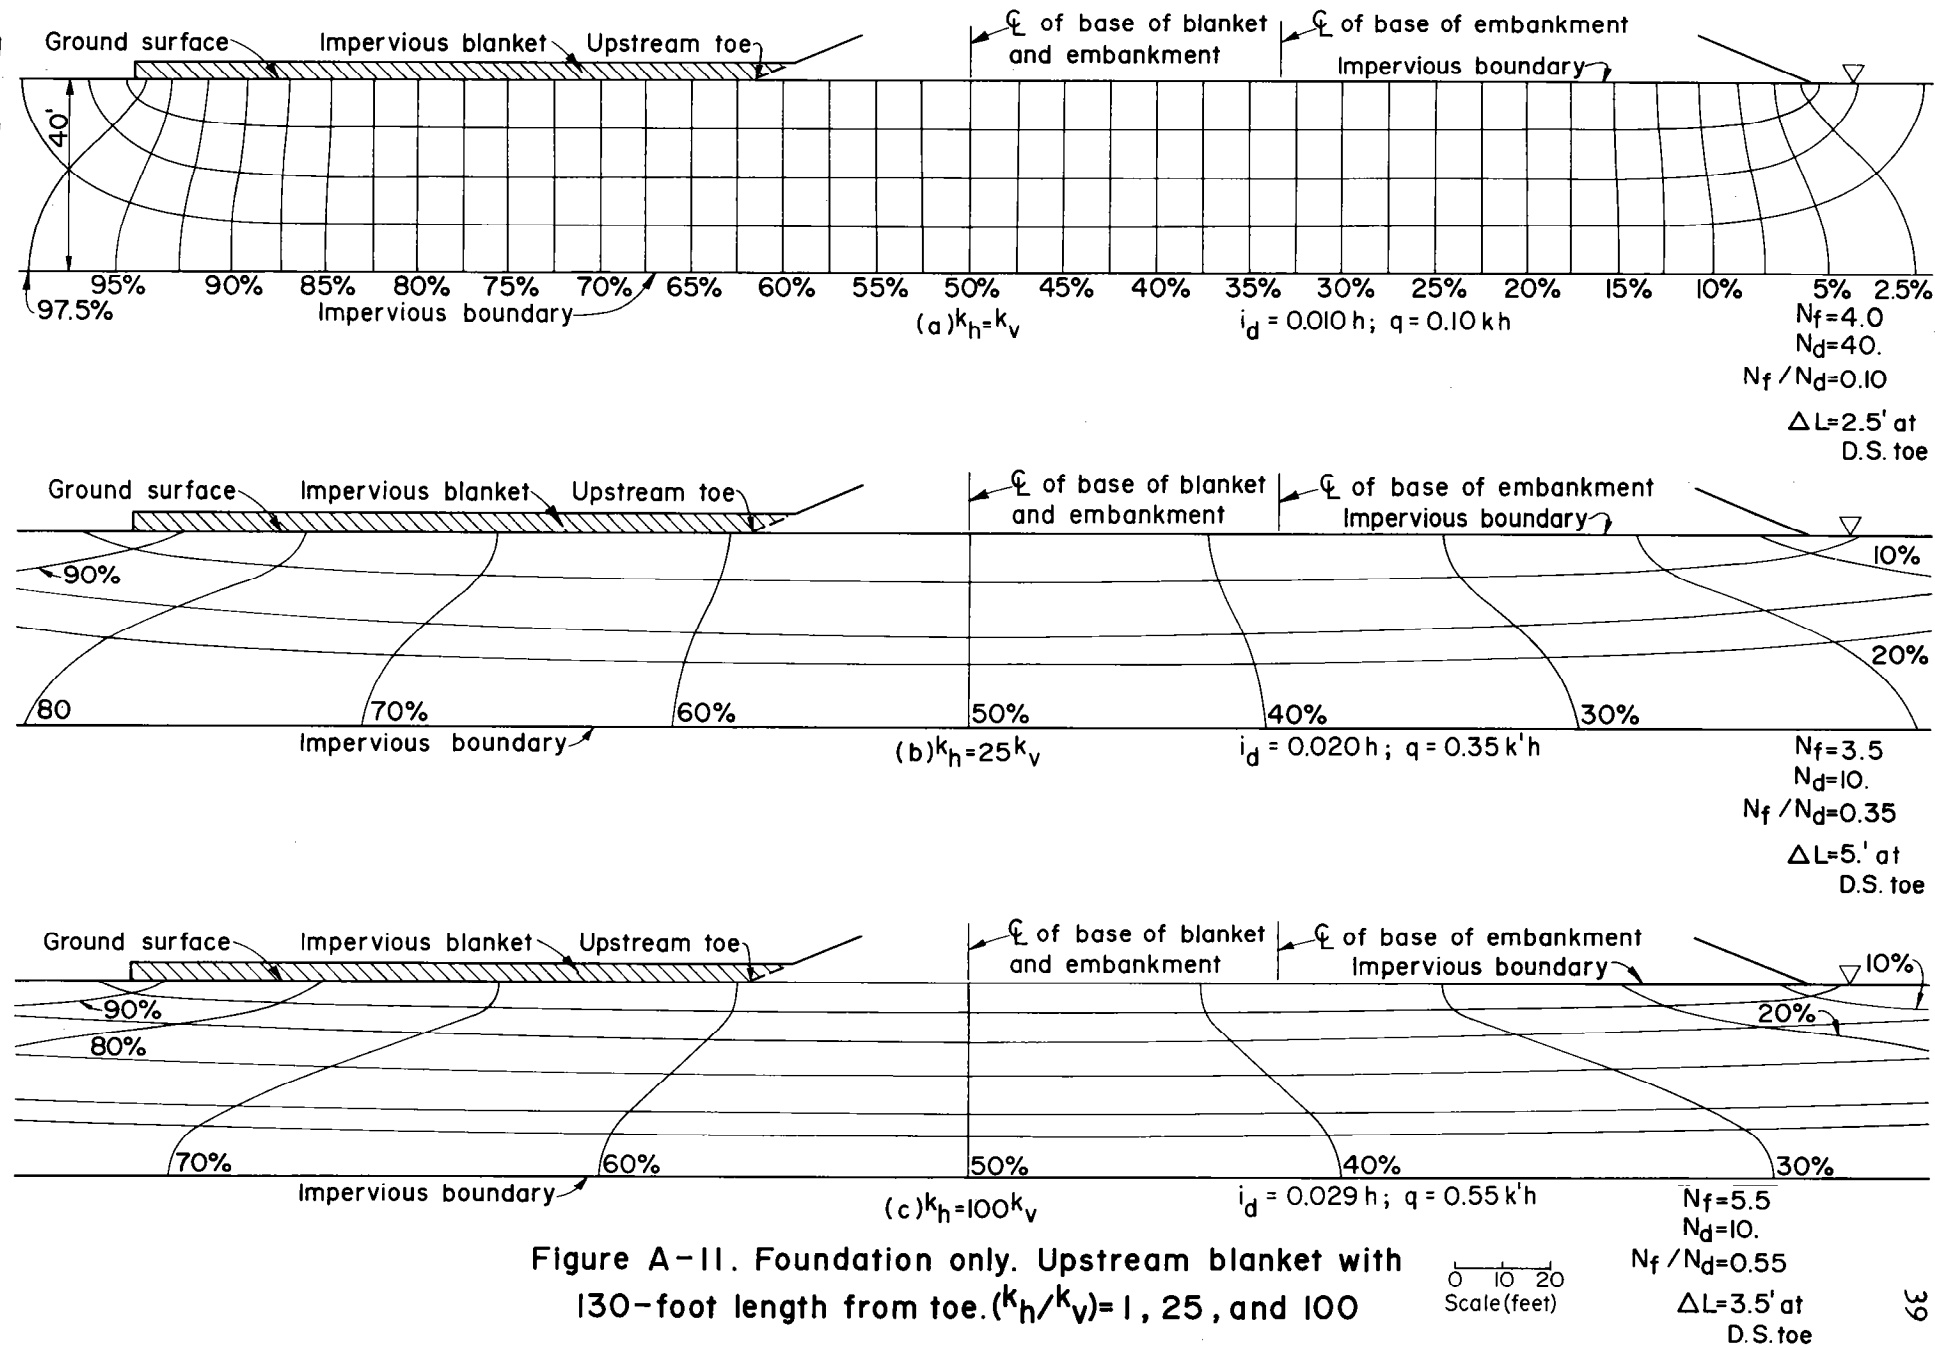 Ground surface
Impervious blanket
Upstream toe
℄ of base of blanket
and embankment
℄ of base of embankment
Impervious boundary
40'
97.5%
95% 90% 85% 80% 75% 70% 65% 60% 55% 50% 45% 40% 35% 30% 25% 20% 15% 10% 5% 2.5%
Impervious boundary
(a) kh=kv
id = 0.010 h; q = 0.10 kh
Nf=4.0
Nd=40.
Nf/Nd=0.10
ΔL=2.5' at
D.S. toe
Ground surface
Impervious blanket
Upstream toe
℄ of base of blanket
and embankment
℄ of base of embankment
Impervious boundary
90%
10%
20%
80 70% 60% 50% 40% 30%
Impervious boundary
(b) kh=25kv
id = 0.020 h; q = 0.35 k'h
Nf=3.5
Nd=10.
Nf/Nd=0.35
ΔL=5.' at
D.S. toe
Ground surface
Impervious blanket
Upstream toe
℄ of base of blanket
and embankment
℄ of base of embankment
Impervious boundary
10%
90%
20%
80%
70% 60% 50% 40% 30%
Impervious boundary
(c) kh=100kv
id = 0.029 h; q = 0.55 k'h
Nf=5.5
Nd=10.
Nf/Nd=0.55
ΔL=3.5' at
D.S. toe
Figure A-11. Foundation only. Upstream blanket with
130-foot length from toe. (kh/kv)= 1, 25, and 100
0 10 20
Scale (feet)
39